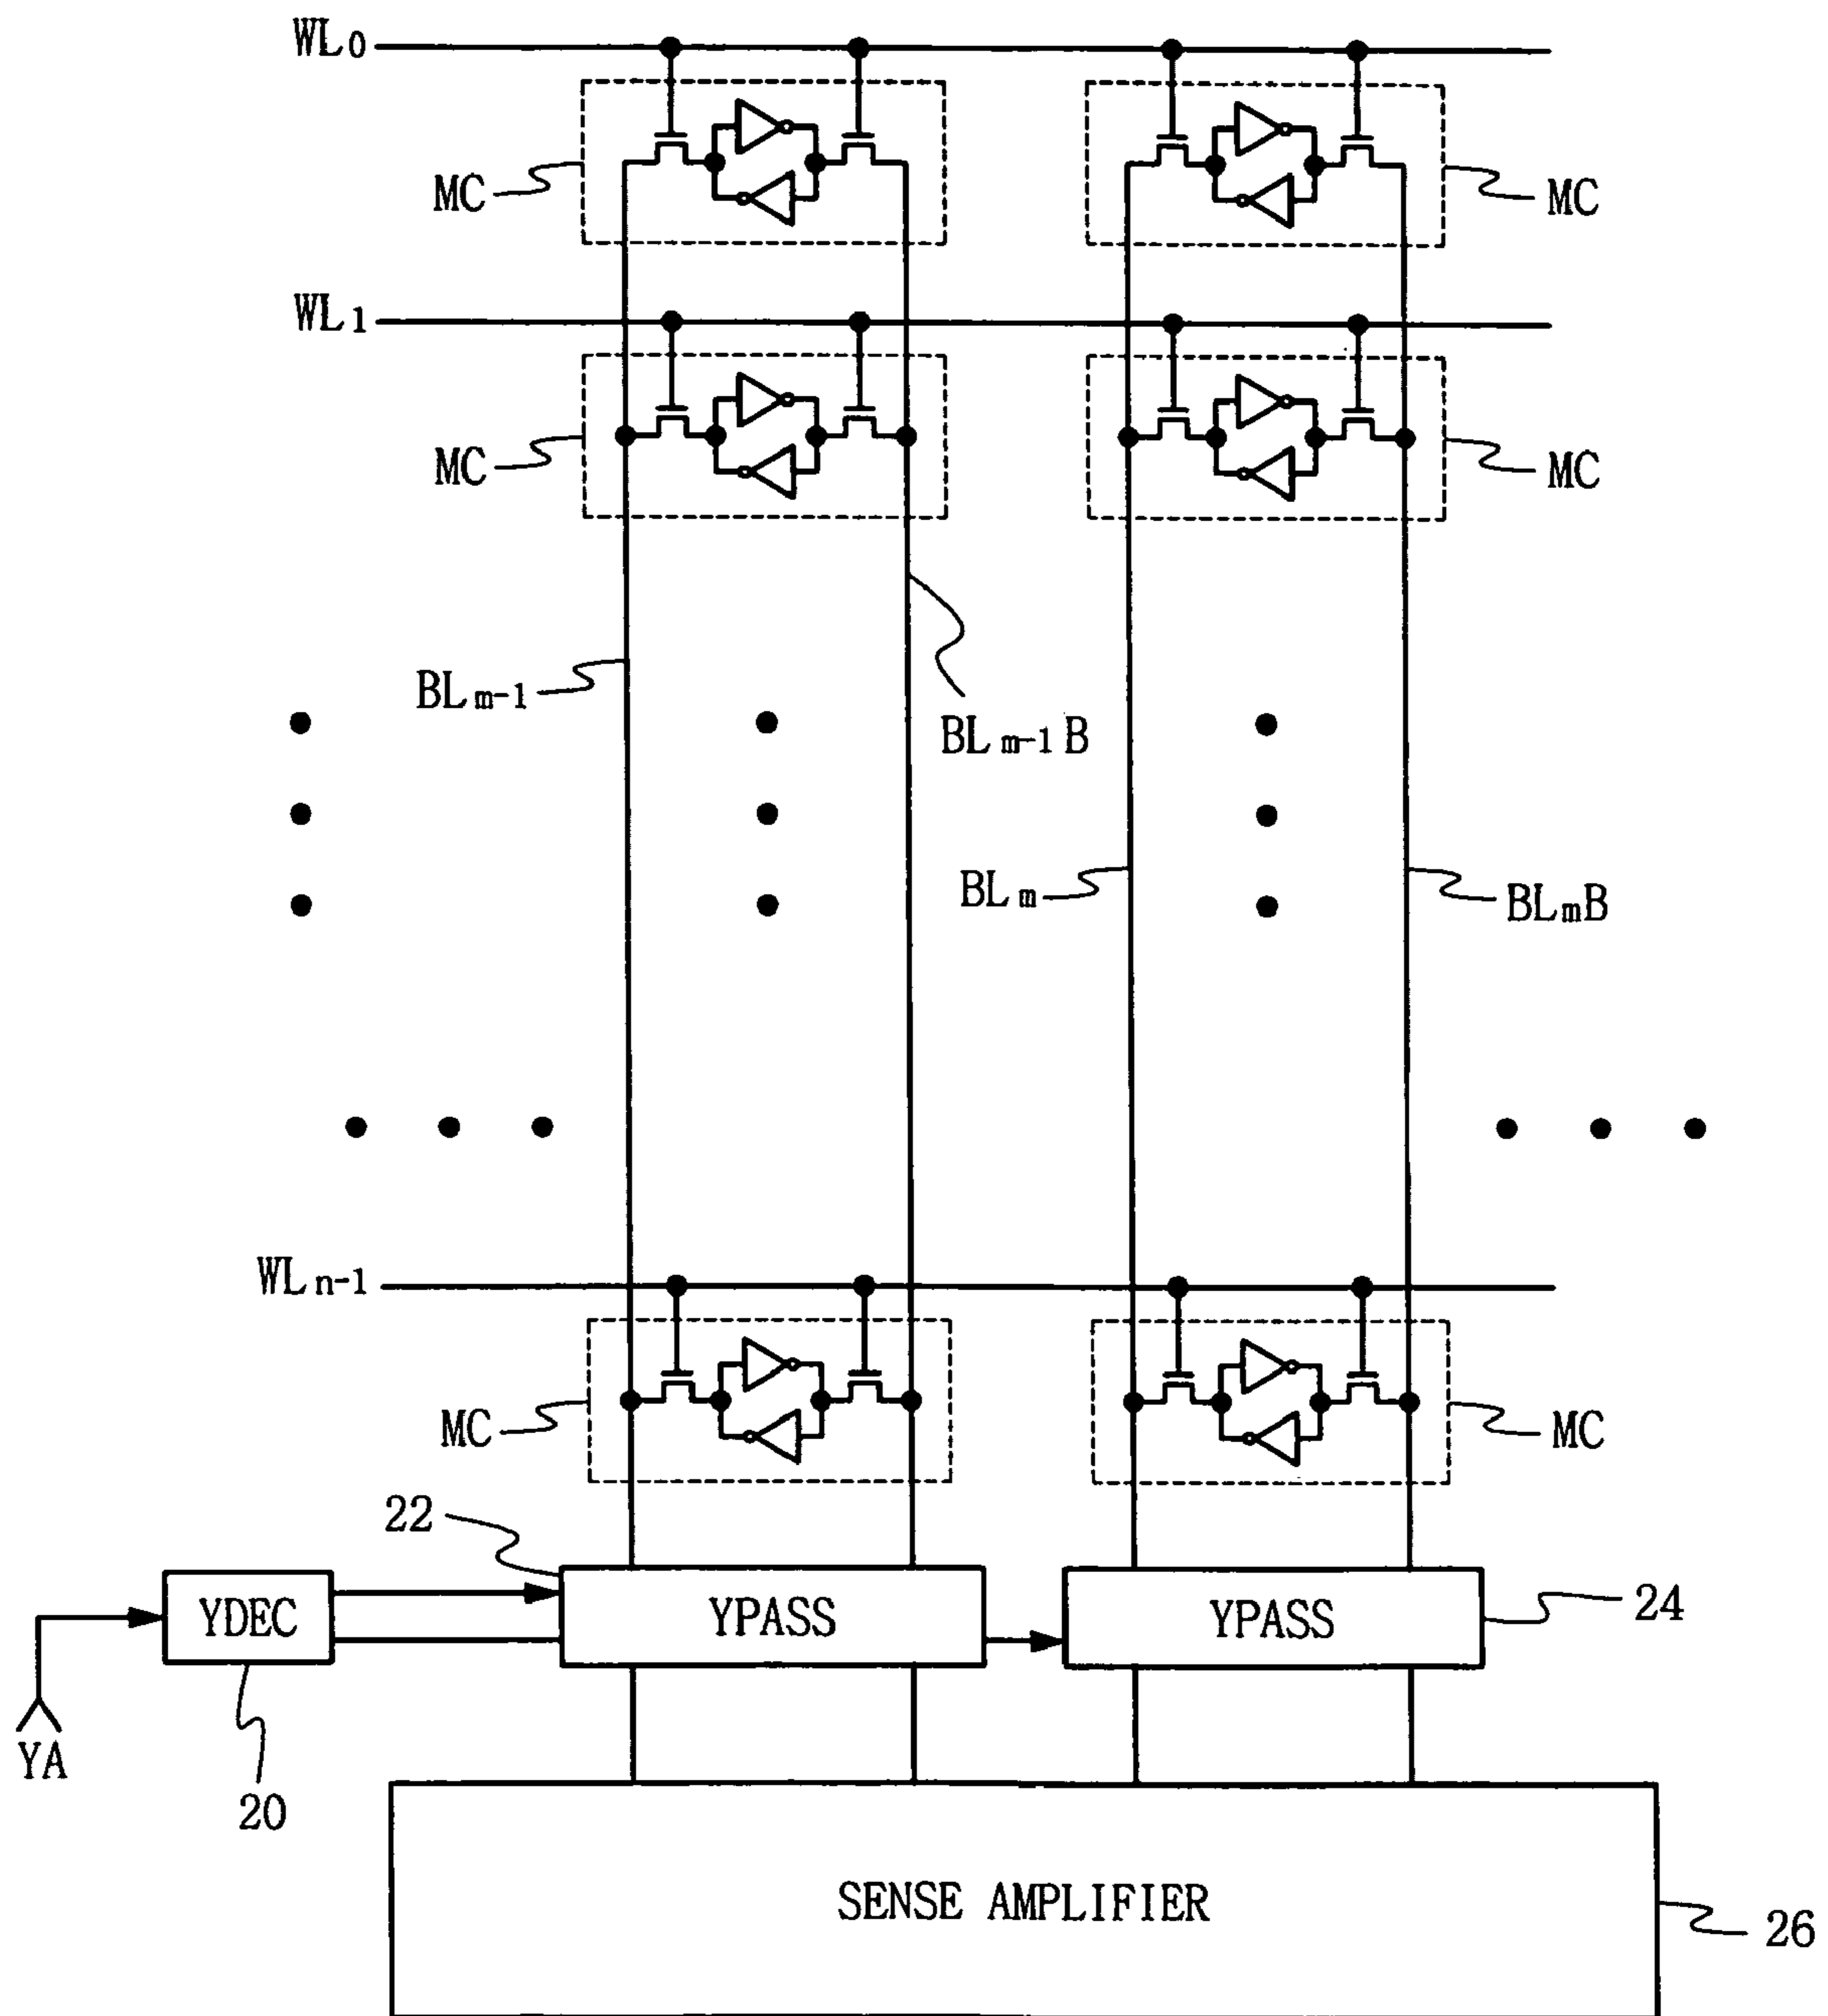 WL0
MC
MC
WL1
MC
MC
BLm-1
BLm-1B
BLm
BLmB
WLn-1
MC
MC
22
YDEC
YPASS
YPASS
24
YA
20
SENSE AMPLIFIER
26